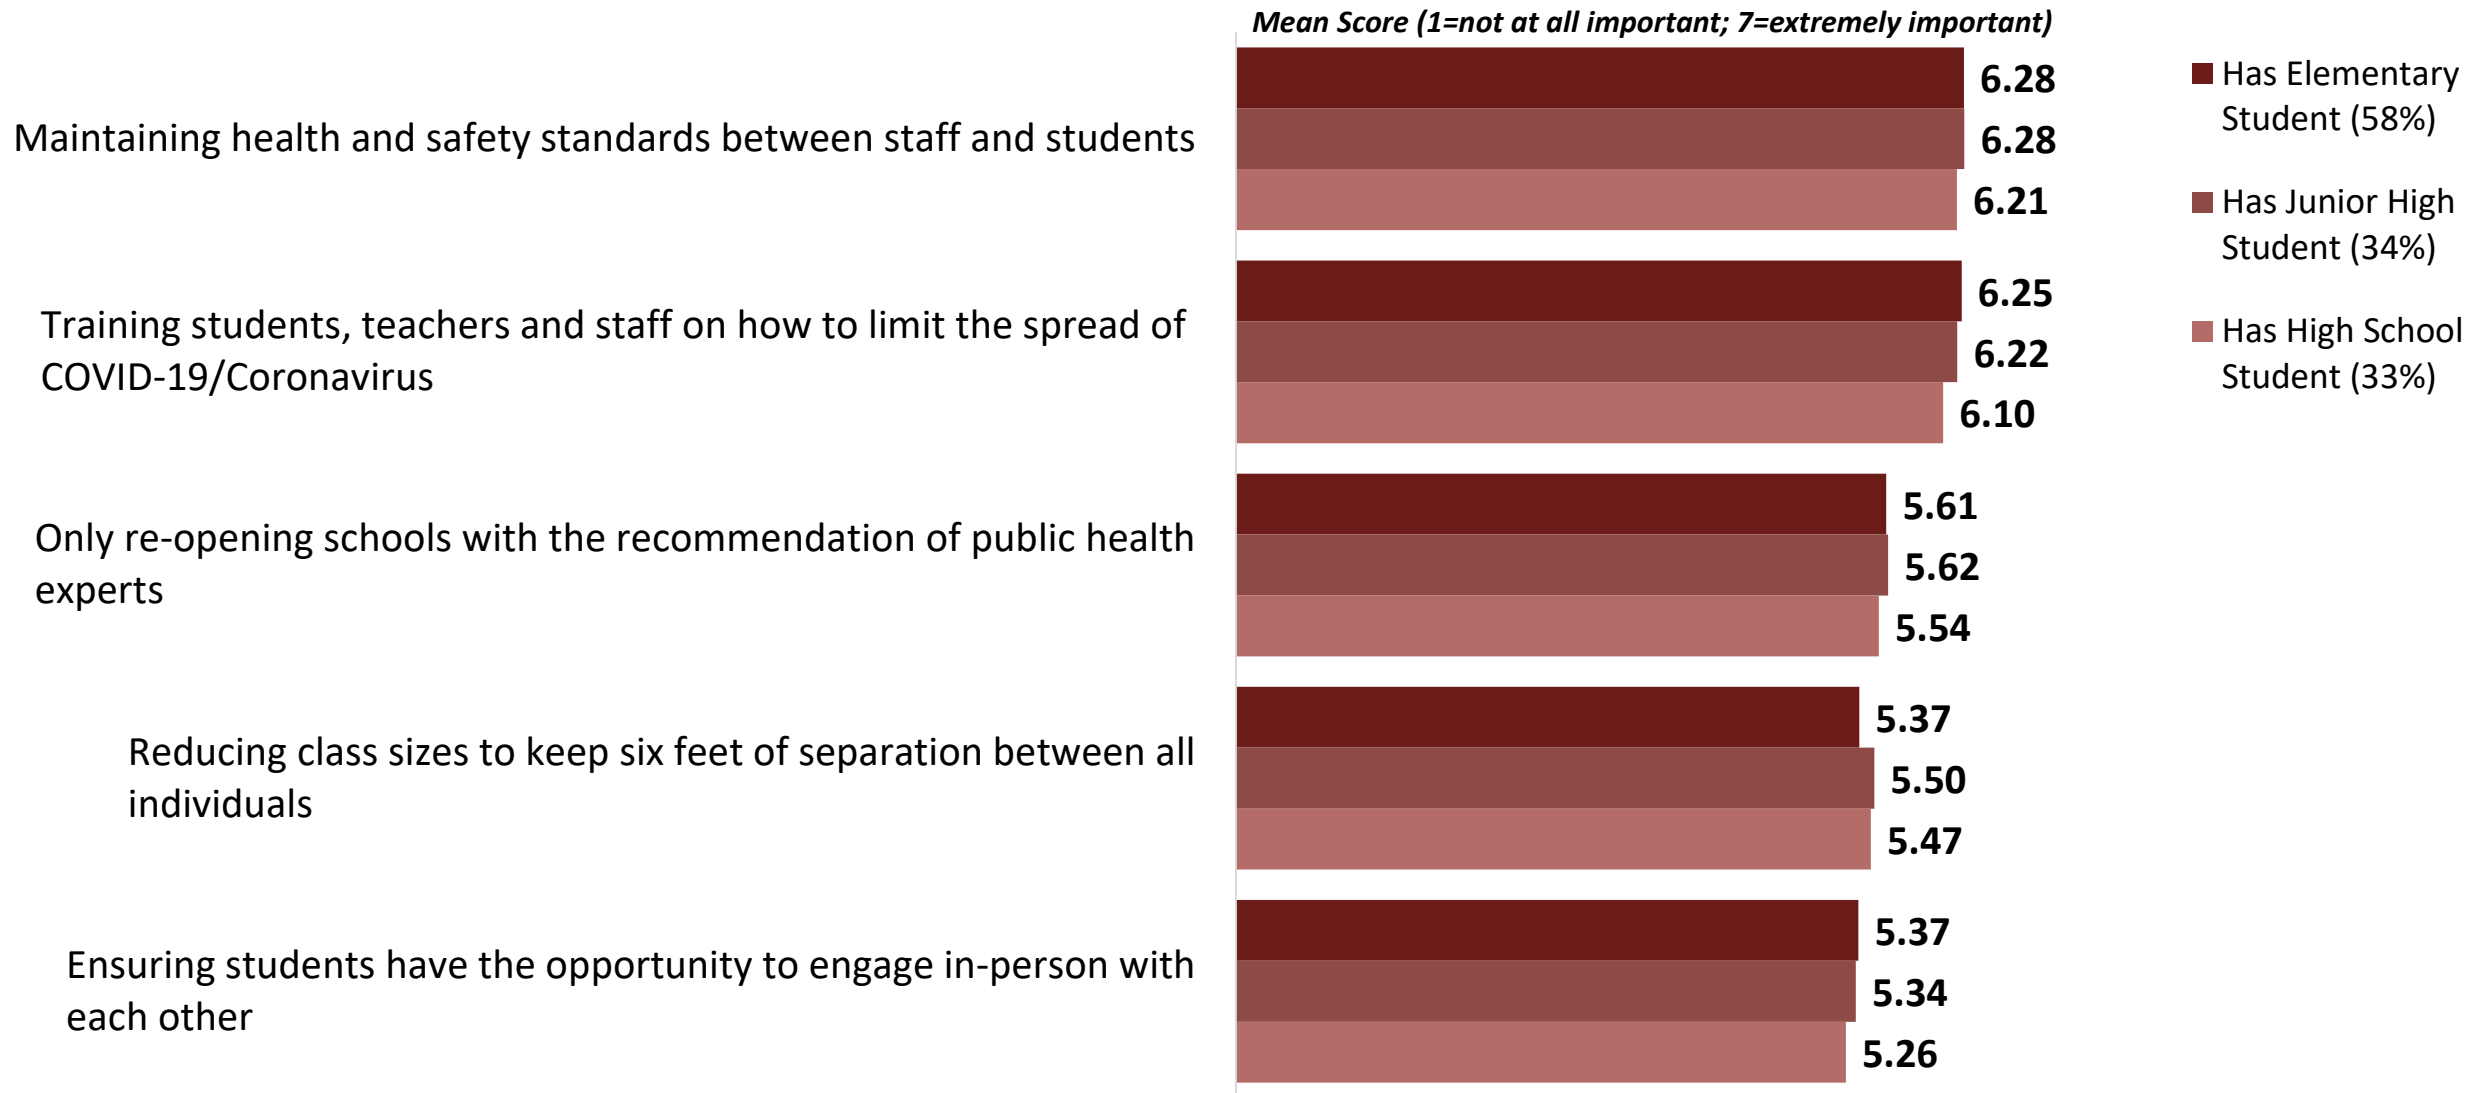 Mean Score (1=not at all important; 7=extremely important)
Maintaining health and safety standards between staff and students
6.28
6.28
6.21
Training students, teachers and staff on how to limit the spread of
COVID-19/Coronavirus
6.25
6.22
6.10
Only re-opening schools with the recommendation of public health
experts
5.61
5.62
5.54
Reducing class sizes to keep six feet of separation between all
individuals
5.37
5.50
5.47
Ensuring students have the opportunity to engage in-person with
each other
5.37
5.34
5.26
Has Elementary
Student (58%)
Has Junior High
Student (34%)
Has High School
Student (33%)